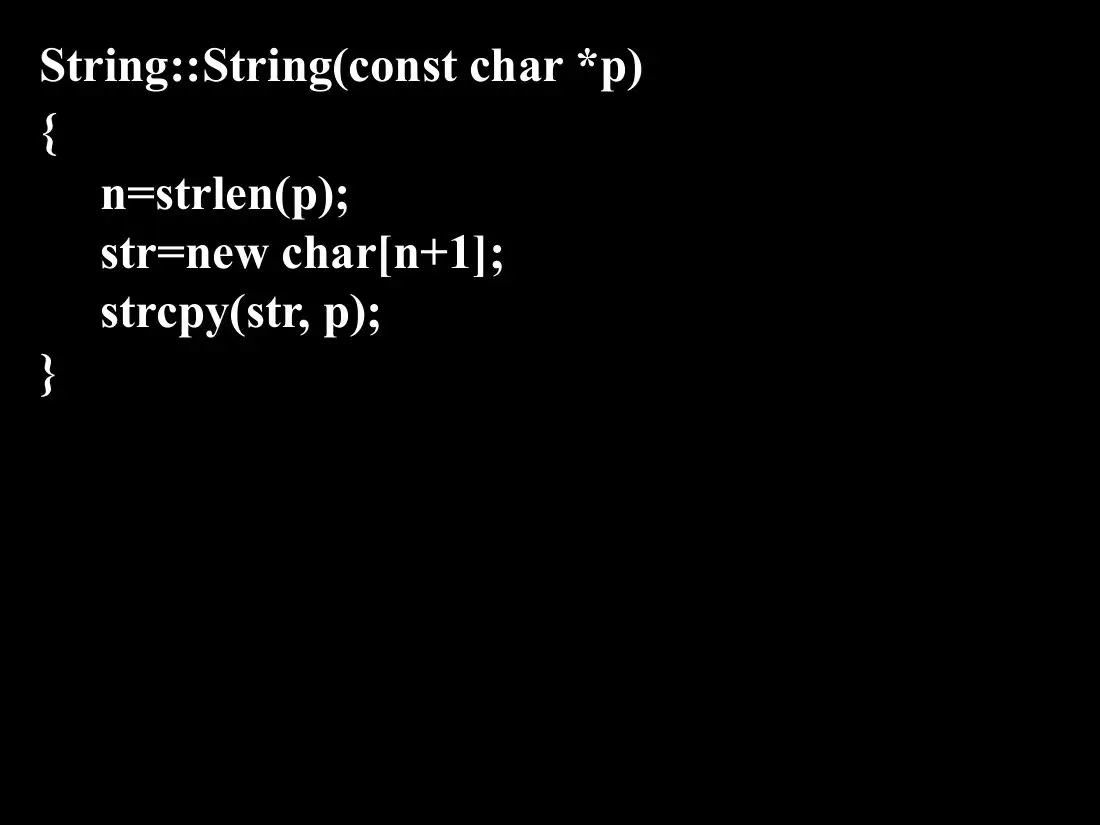 String::String(const char *p)
{
n=strlen(p);
str=new char[n+1];
strcpy(str, p);
}